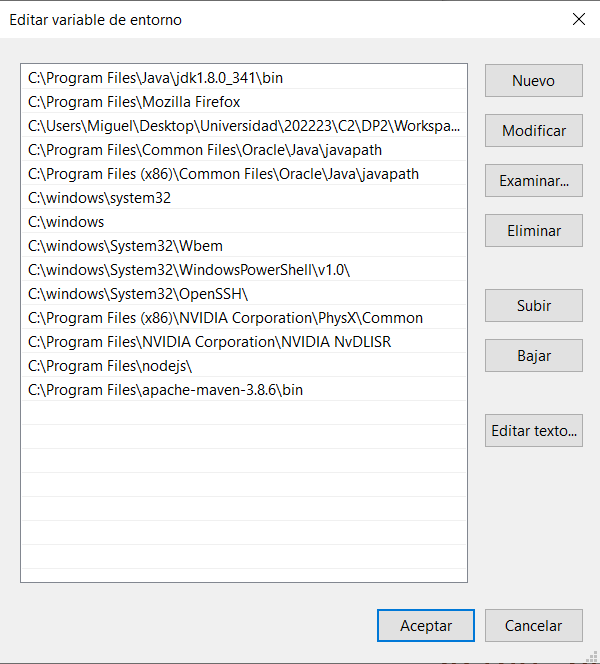 Editar variable de entorno
C:\Program Files\Java\jdk1.8.0_341\bin
C:\Program Files\Mozilla Firefox
C:\Users\Miguel\Desktop\Universidad\202223\C2\DP2\Workspa...
C:\Program Files\Common Files\Oracle\Java\javapath
C:\Program Files (x86)\Common Files\Oracle\Java\javapath
C:\windows\system32
C:\windows
C:\windows\System32\Wbem
C:\windows\System32\WindowsPowerShell\v1.0\
C:\windows\System32\OpenSSH\
C:\Program Files (x86)\NVIDIA Corporation\PhysX\Common
C:\Program Files\NVIDIA Corporation\NVIDIA NvDLISR
C:\Program Files\nodejs\
C:\Program Files\apache-maven-3.8.6\bin
Nuevo
Modificar
Examinar...
Eliminar
Subir
Bajar
Editar texto...
Aceptar
Cancelar